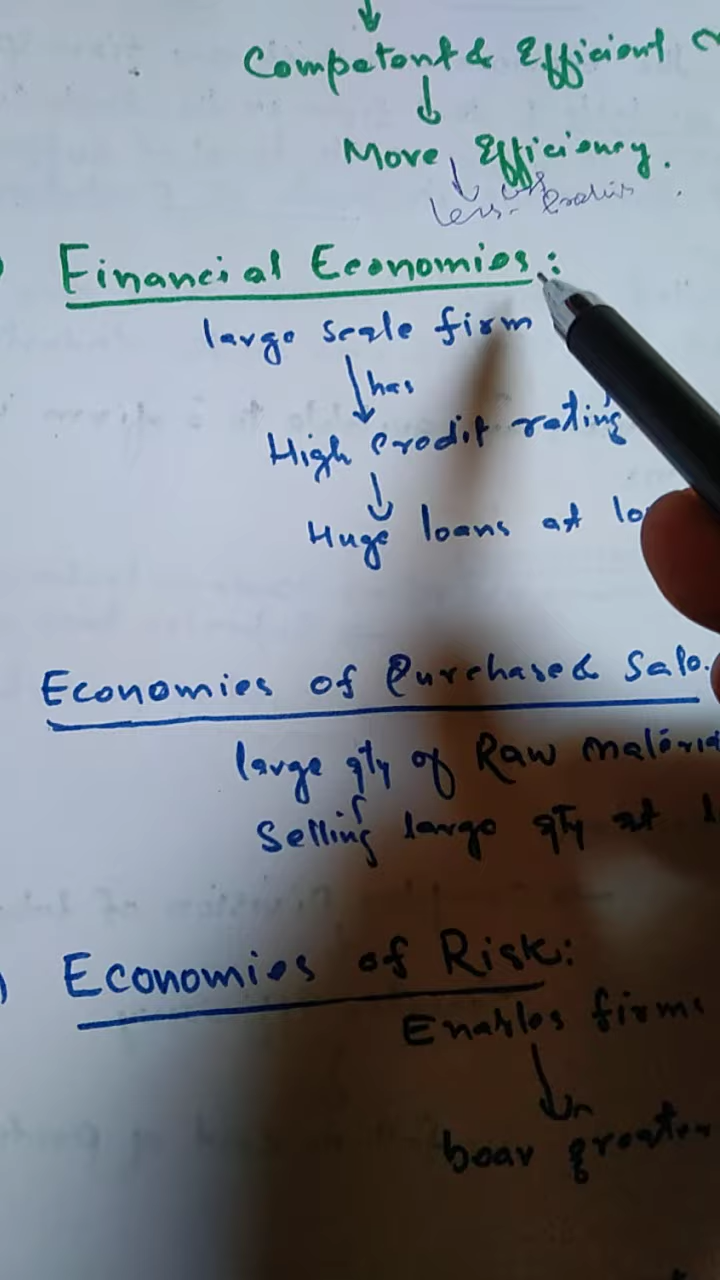 Competent & Efficient
More Efficiency.
less
Financial Economies:
large scale firm
has
High credit rating
Huge loans at lo
Economies of Purchase & Sale.
large qty of Raw material
Selling large qty at
Economies of Risk:
Enables firms
bear greater